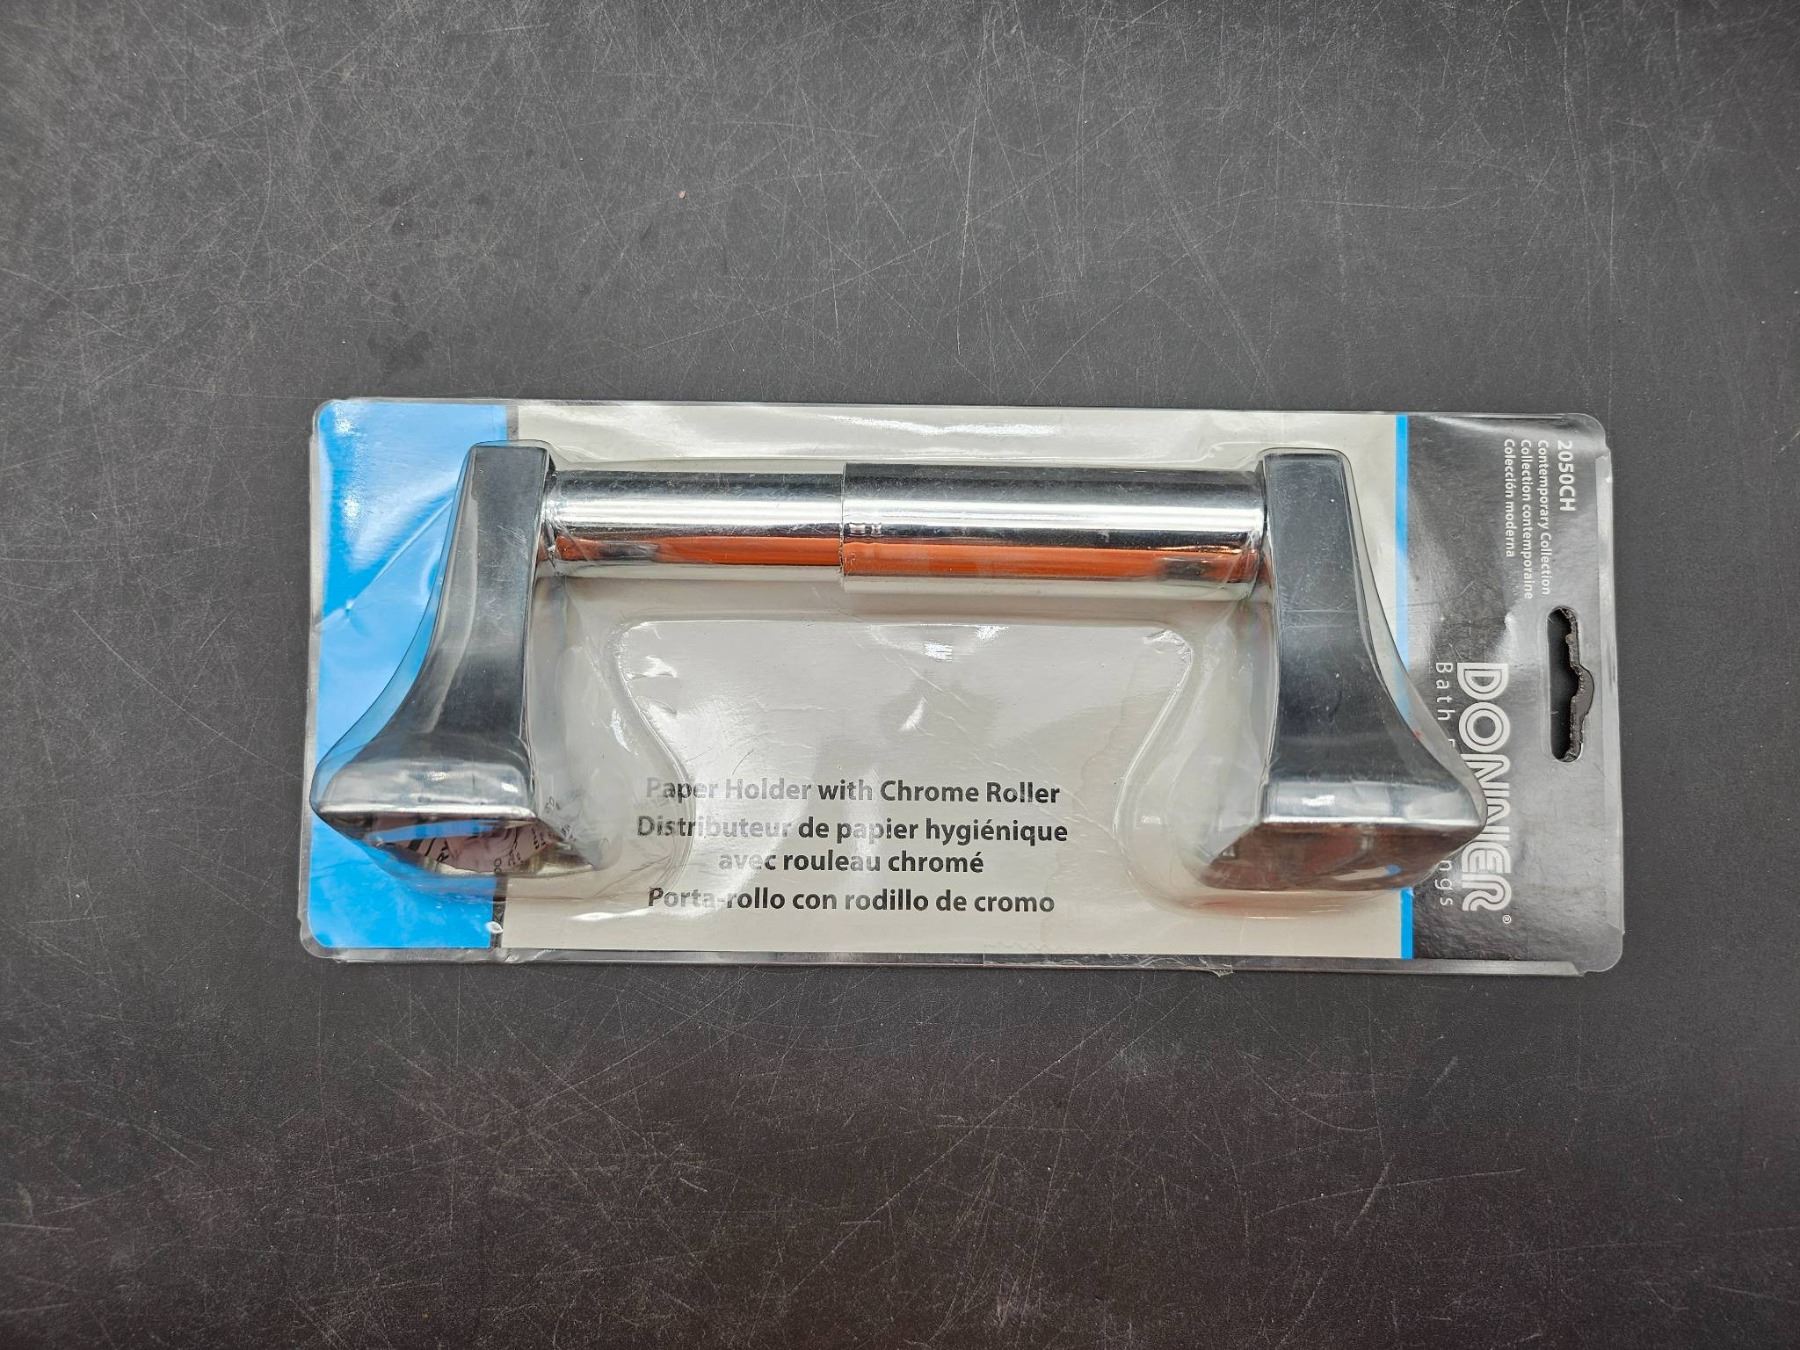 2050CH
Contemporary Collection
Collection contemporaine
Colección moderna
DONNER®
Bath
Paper Holder with Chrome Roller
Distributeur de papier hygiénique
avec rouleau chromé
Porta-rollo con rodillo de cromo